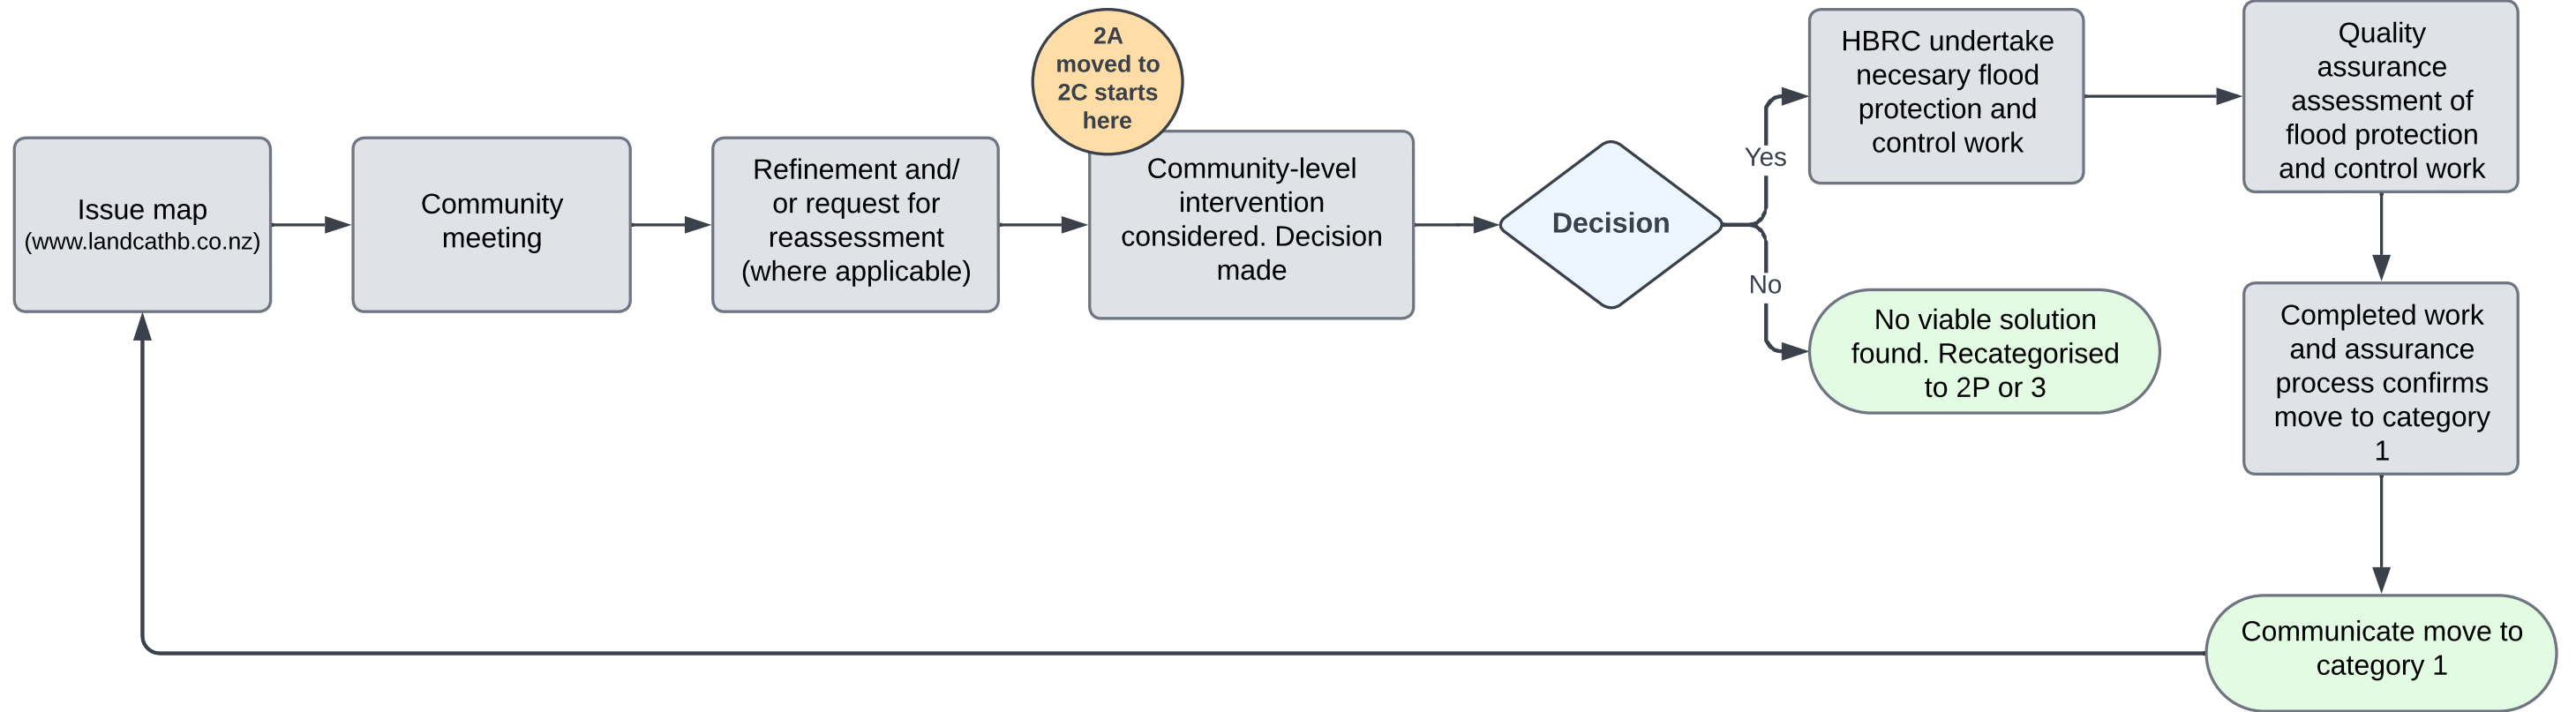 Issue map
(www.landcathb.co.nz)
Community
meeting
Refinement and/
or request for
reassessment
(where applicable)
2A
moved to
2C starts
here
Community-level
intervention
considered. Decision
made
Decision
Yes
No
HBRC undertake
necesary flood
protection and
control work
No viable solution
found. Recategorised
to 2P or 3
Quality
assurance
assessment of
flood protection
and control work
Completed work
and assurance
process confirms
move to category
1
Communicate move to
category 1